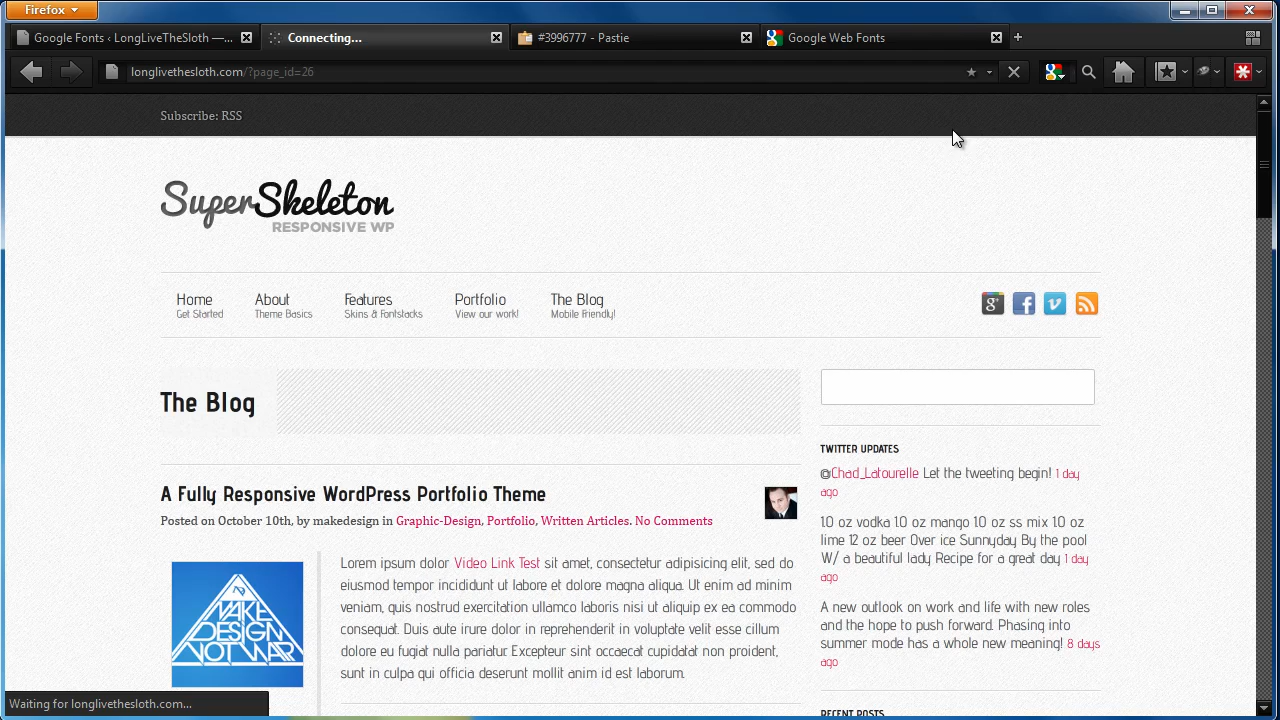 Firefox
Google Fonts ‹ LongLiveTheSloth —...
Connecting...
#3996777 - Pastie
Google Web Fonts
longlivethesloth.com/?page_id=26
Subscribe: RSS
SuperSkeleton
RESPONSIVE WP
Home
About
Features
Portfolio
The Blog
Get Started
Theme Basics
Skins & Fontstacks
View our work!
Mobile Friendly!
The Blog
A Fully Responsive WordPress Portfolio Theme
Posted on October 10th, by makedesign in Graphic-Design, Portfolio, Written Articles. No Comments
MAKE
DESIGN
NOT WAR
Lorem ipsum dolor Video Link Test sit amet, consectetur adipisicing elit, sed do
eiusmod tempor incididunt ut labore et dolore magna aliqua. Ut enim ad minim
veniam, quis nostrud exercitation ullamco laboris nisi ut aliquip ex ea commodo
consequat. Duis aute irure dolor in reprehenderit in voluptate velit esse cillum
dolore eu fugiat nulla pariatur. Excepteur sint occaecat cupidatat non proident,
sunt in culpa qui officia deserunt mollit anim id est laborum.
TWITTER UPDATES
@Chad_Latourelle Let the tweeting begin! 1 day
ago
1.0 oz vodka 1.0 oz mango 1.0 oz ss mix 1.0 oz
lime 12 oz beer Over ice Sunnyday By the pool
W/ a beautiful lady Recipe for a great day 1 day
ago
A new outlook on work and life with new roles
and the hope to push forward. Phasing into
summer mode has a whole new meaning! 8 days
ago
RECENT POSTS
Waiting for longlivethesloth.com...